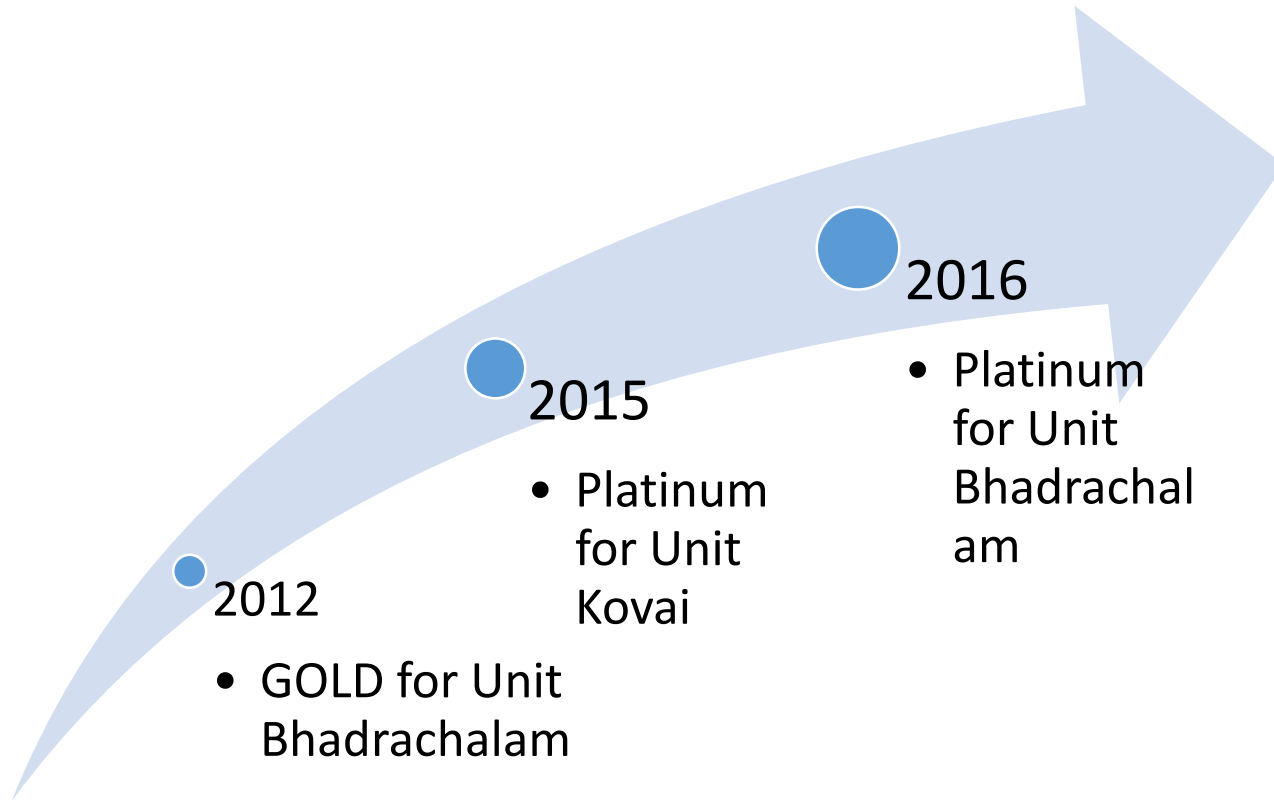 2012
• GOLD for Unit
Bhadrachalam
2015
• Platinum
for Unit
Kovai
2016
• Platinum
for Unit
Bhadrachal
am